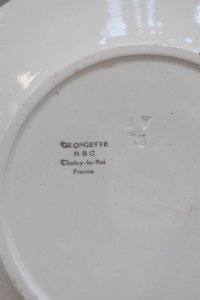 GEORGETTE
H B C
Choisy-le-Roi
France